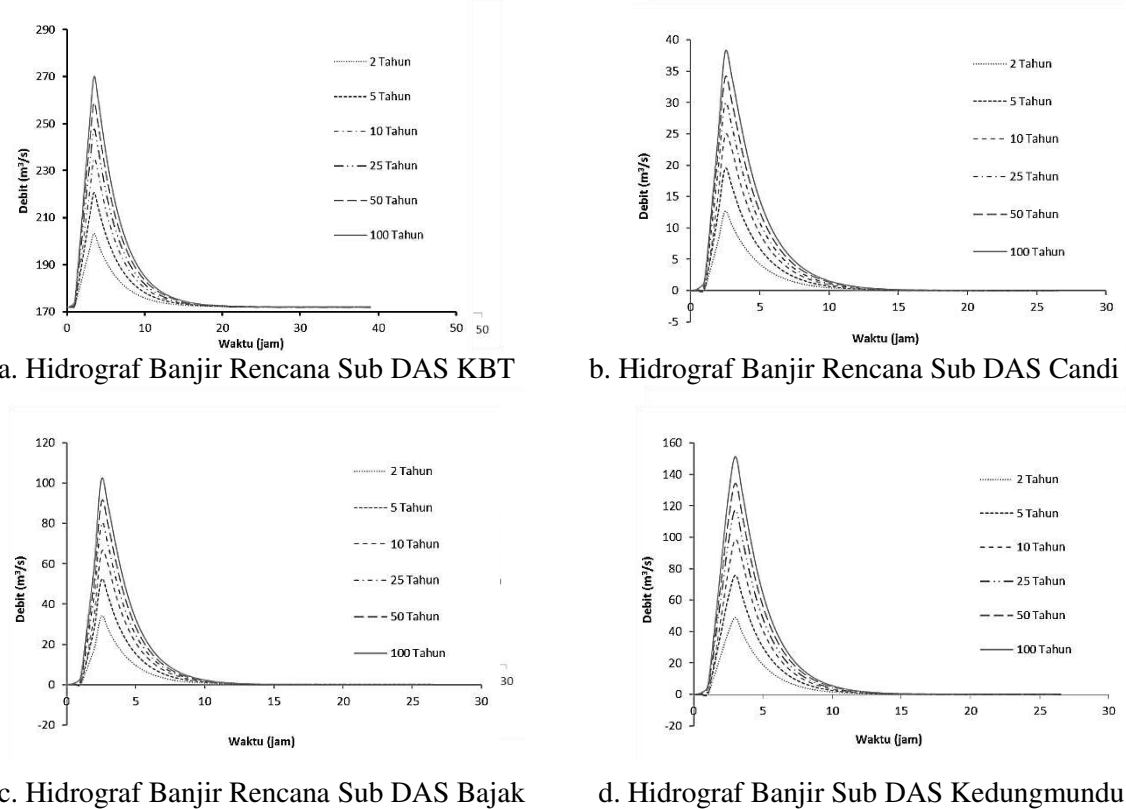 290
270
250
230
210
190
170
Debit (m³/s)
0 10 20 30 40 50
50
Waktu (jam)
2 Tahun
5 Tahun
10 Tahun
25 Tahun
50 Tahun
100 Tahun
a. Hidrograf Banjir Rencana Sub DAS KBT
40
35
30
25
20
15
10
5
0
-5
Debit (m³/s)
0 5 10 15 20 25 30
Waktu (jam)
2 Tahun
5 Tahun
10 Tahun
25 Tahun
50 Tahun
100 Tahun
b. Hidrograf Banjir Rencana Sub DAS Candi
120
100
80
60
40
20
0
-20
Debit (m³/s)
0 5 10 15 20 25 30
30
Waktu (jam)
2 Tahun
5 Tahun
10 Tahun
25 Tahun
50 Tahun
100 Tahun
c. Hidrograf Banjir Rencana Sub DAS Bajak
160
140
120
100
80
60
40
20
0
-20
Debit (m³/s)
0 5 10 15 20 25 30
Waktu (jam)
2 Tahun
5 Tahun
10 Tahun
25 Tahun
50 Tahun
100 Tahun
d. Hidrograf Banjir Sub DAS Kedungmundu